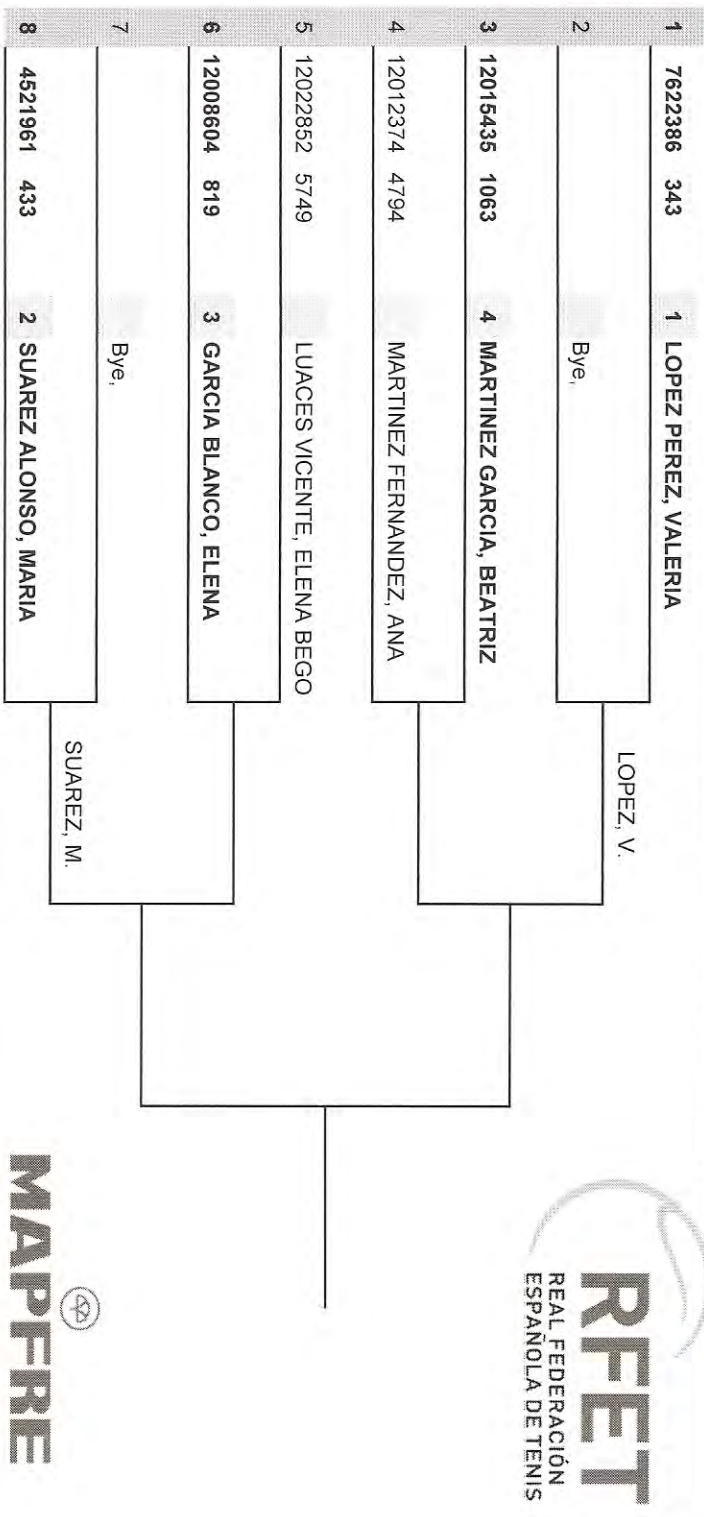 1 7622386 343 1 LOPEZ PEREZ, VALERIA
LOPEZ, V.
2 Bye,
3 12015435 1063 4 MARTINEZ GARCIA, BEATRIZ
4 12012374 4794 MARTINEZ FERNANDEZ, ANA
5 12022852 5749 LUACES VICENTE, ELENA BEGO
6 12008604 819 3 GARCIA BLANCO, ELENA
7 Bye,
SUAREZ, M.
8 4521961 433 2 SUAREZ ALONSO, MARIA
RFET
REAL FEDERACIÓN
ESPAÑOLA DE TENIS
MAPFRE